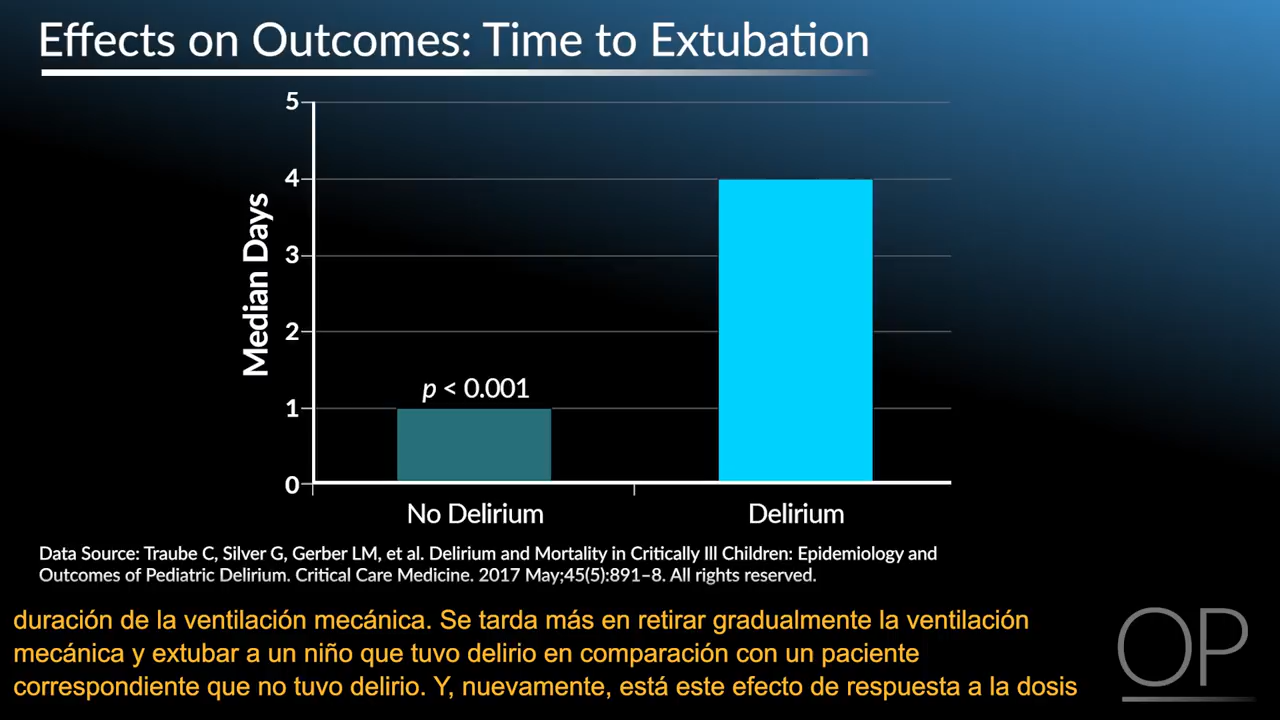 Effects on Outcomes: Time to Extubation
5
4
3
2
1
0
Median Days
p < 0.001
No Delirium
Delirium
Data Source: Traube C, Silver G, Gerber LM, et al. Delirium and Mortality in Critically Ill Children: Epidemiology and
Outcomes of Pediatric Delirium. Critical Care Medicine. 2017 May;45(5):891–8. All rights reserved.
duración de la ventilación mecánica. Se tarda más en retirar gradualmente la ventilación
mecánica y extubar a un niño que tuvo delirio en comparación con un paciente
correspondiente que no tuvo delirio. Y, nuevamente, está este efecto de respuesta a la dosis
OP